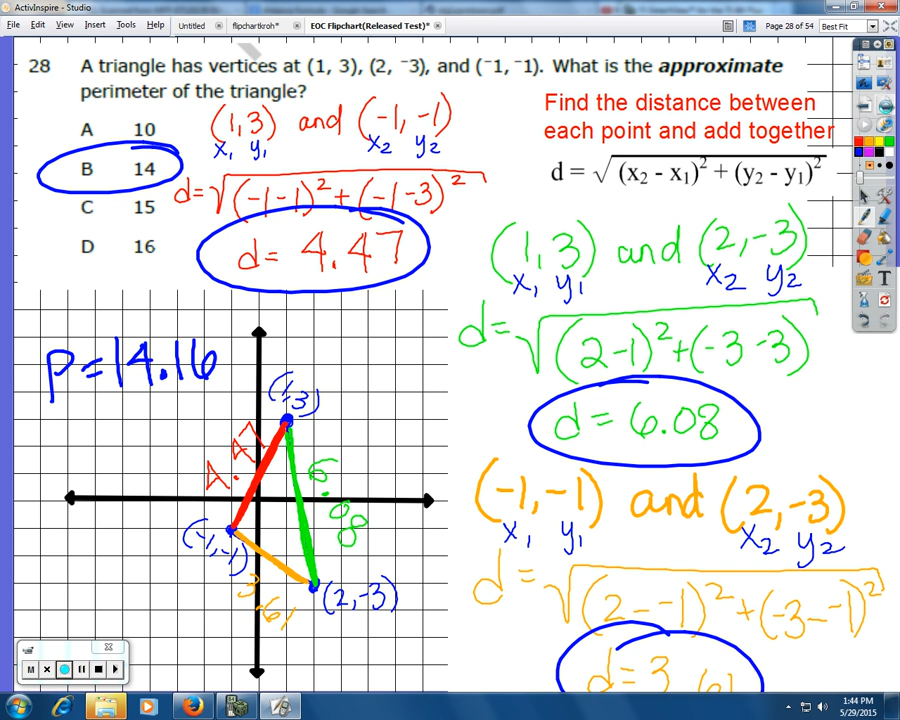 ActivInspire - Studio
File Edit View Insert Tools Help
Untitled
flipchartkroh*
EOC Flipchart(Released Test)*
Page 28 of 54
Best Fit
28 A triangle has vertices at (1, 3), (2, ⁻3), and (⁻1, ⁻1). What is the approximate
perimeter of the triangle?
A 10
B 14
C 15
D 16
(1,3) and (-1,-1)
x₁ y₁ x₂ y₂
d=√(-1-1)²+(-1-3)²
d= 4.47
Find the distance between
each point and add together
d = √(x₂ - x₁)² + (y₂ - y₁)²
(1,3) and (2,-3)
x₁ y₁ x₂ y₂
d=√(2-1)²+(-3-3)
d= 6.08
(-1,-1) and (2,-3)
x₁ y₁ x₂ y₂
d=√(2--1)²+(-3--1)²
d=3.61
P=14.16
(1,3)
4.47
6.08
(-1,-1)
3.61
(2,-3)
M
T
1:44 PM
5/29/2015